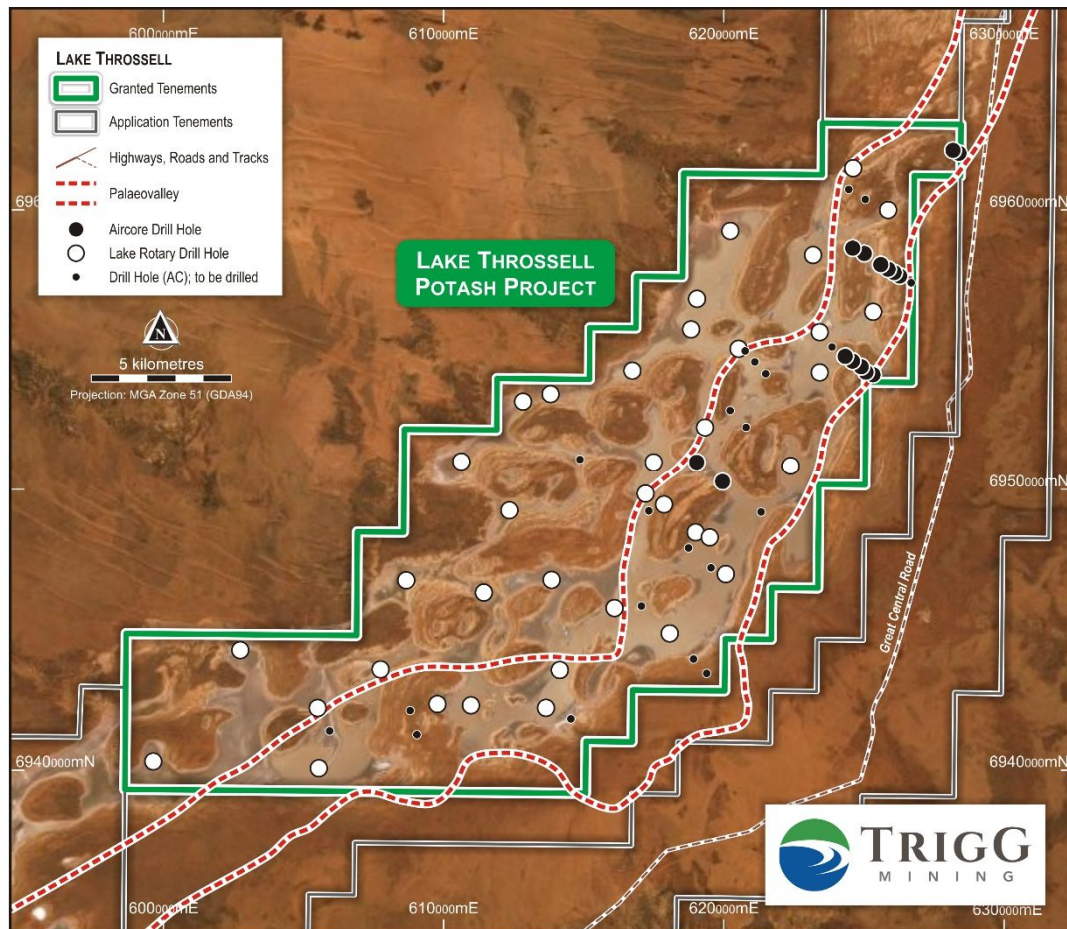 600000mE
610000mE
620000mE
630000mE
LAKE THROSSELL
Granted Tenements
Application Tenements
Highways, Roads and Tracks
Palaeovalley
Aircore Drill Hole
Lake Rotary Drill Hole
Drill Hole (AC); to be drilled
N
5 kilometres
Projection: MGA Zone 51 (GDA94)
6960000mN
LAKE THROSSELL
POTASH PROJECT
6950000mN
Great Central Road
6940000mN
6940000mN
TRIGG
MINING
600000mE
610000mE
620000mE
630000mE